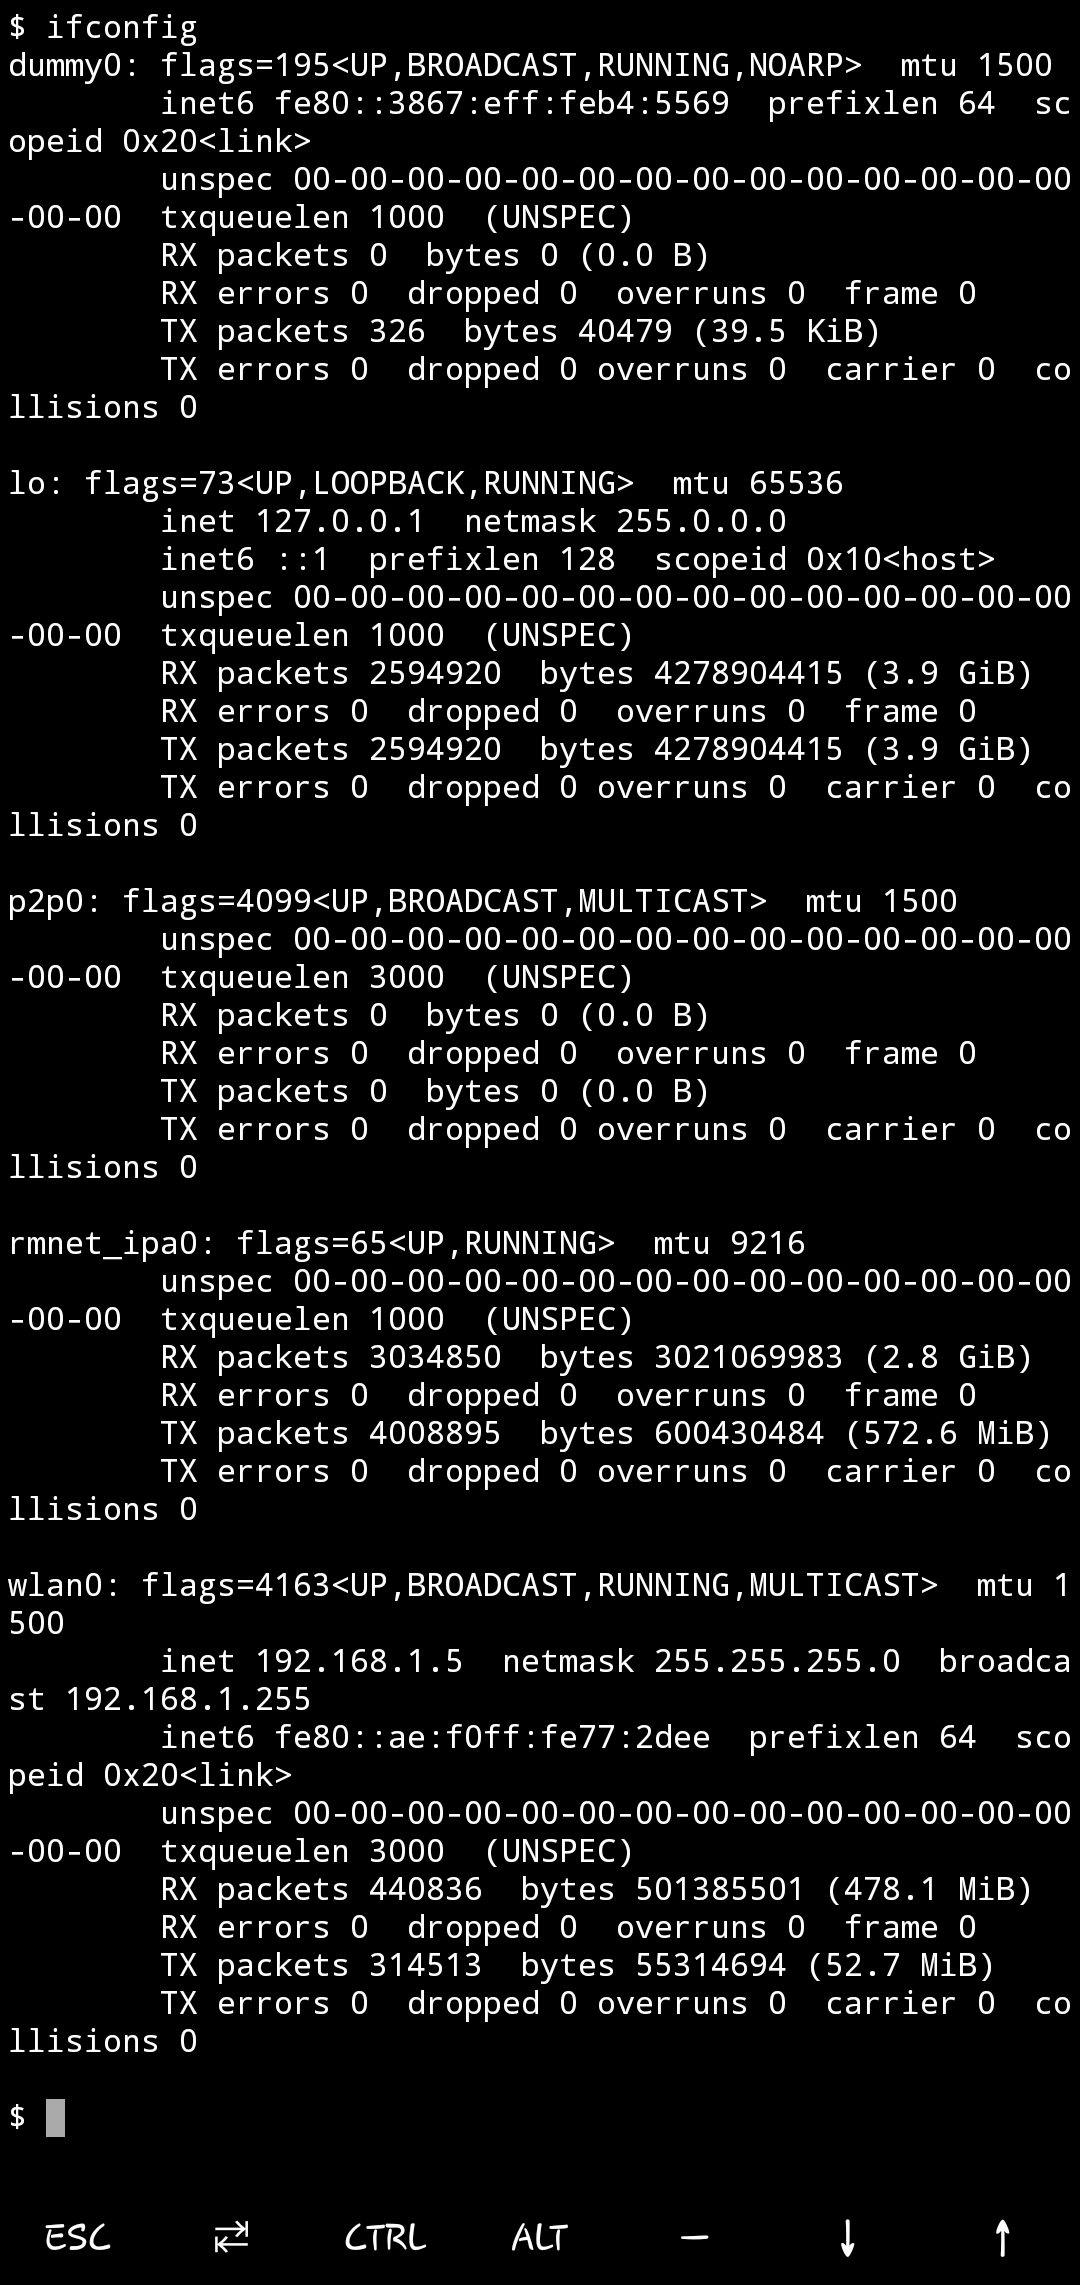 $ ifconfig
dummy0: flags=195<UP,BROADCAST,RUNNING,NOARP>  mtu 1500
        inet6 fe80::3867:eff:feb4:5569  prefixlen 64  sc
opeid 0x20<link>
        unspec 00-00-00-00-00-00-00-00-00-00-00-00-00-00
-00-00  txqueuelen 1000  (UNSPEC)
        RX packets 0  bytes 0 (0.0 B)
        RX errors 0  dropped 0  overruns 0  frame 0
        TX packets 326  bytes 40479 (39.5 KiB)
        TX errors 0  dropped 0 overruns 0  carrier 0  co
llisions 0

lo: flags=73<UP,LOOPBACK,RUNNING>  mtu 65536
        inet 127.0.0.1  netmask 255.0.0.0
        inet6 ::1  prefixlen 128  scopeid 0x10<host>
        unspec 00-00-00-00-00-00-00-00-00-00-00-00-00-00
-00-00  txqueuelen 1000  (UNSPEC)
        RX packets 2594920  bytes 4278904415 (3.9 GiB)
        RX errors 0  dropped 0  overruns 0  frame 0
        TX packets 2594920  bytes 4278904415 (3.9 GiB)
        TX errors 0  dropped 0 overruns 0  carrier 0  co
llisions 0

p2p0: flags=4099<UP,BROADCAST,MULTICAST>  mtu 1500
        unspec 00-00-00-00-00-00-00-00-00-00-00-00-00-00
-00-00  txqueuelen 3000  (UNSPEC)
        RX packets 0  bytes 0 (0.0 B)
        RX errors 0  dropped 0  overruns 0  frame 0
        TX packets 0  bytes 0 (0.0 B)
        TX errors 0  dropped 0 overruns 0  carrier 0  co
llisions 0

rmnet_ipa0: flags=65<UP,RUNNING>  mtu 9216
        unspec 00-00-00-00-00-00-00-00-00-00-00-00-00-00
-00-00  txqueuelen 1000  (UNSPEC)
        RX packets 3034850  bytes 3021069983 (2.8 GiB)
        RX errors 0  dropped 0  overruns 0  frame 0
        TX packets 4008895  bytes 600430484 (572.6 MiB)
        TX errors 0  dropped 0 overruns 0  carrier 0  co
llisions 0

wlan0: flags=4163<UP,BROADCAST,RUNNING,MULTICAST>  mtu 1
500
        inet 192.168.1.5  netmask 255.255.255.0  broadca
st 192.168.1.255
        inet6 fe80::ae:f0ff:fe77:2dee  prefixlen 64  sco
peid 0x20<link>
        unspec 00-00-00-00-00-00-00-00-00-00-00-00-00-00
-00-00  txqueuelen 3000  (UNSPEC)
        RX packets 440836  bytes 501385501 (478.1 MiB)
        RX errors 0  dropped 0  overruns 0  frame 0
        TX packets 314513  bytes 55314694 (52.7 MiB)
        TX errors 0  dropped 0 overruns 0  carrier 0  co
llisions 0

$
ESC ⇄ CTRL ALT — ↓ ↑